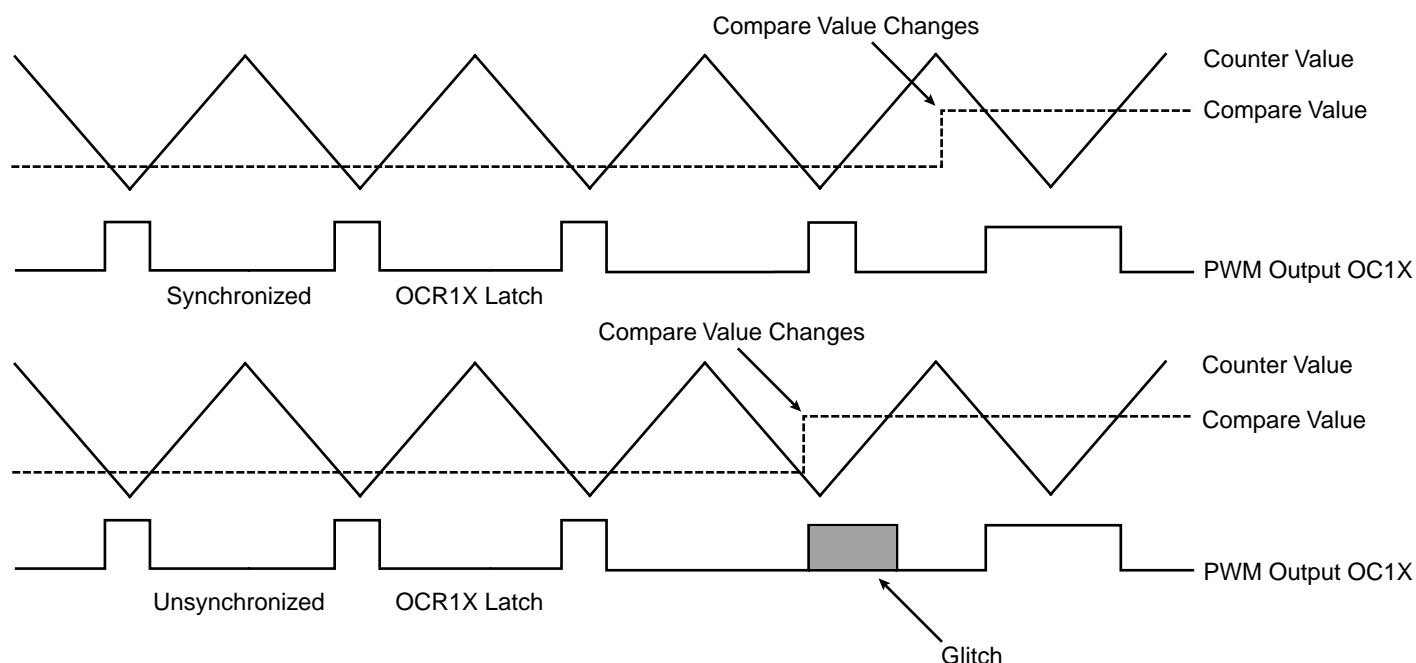 Compare Value Changes
Counter Value
Compare Value
PWM Output OC1X
Synchronized OCR1X Latch
Compare Value Changes
Counter Value
Compare Value
PWM Output OC1X
Unsynchronized OCR1X Latch
Glitch